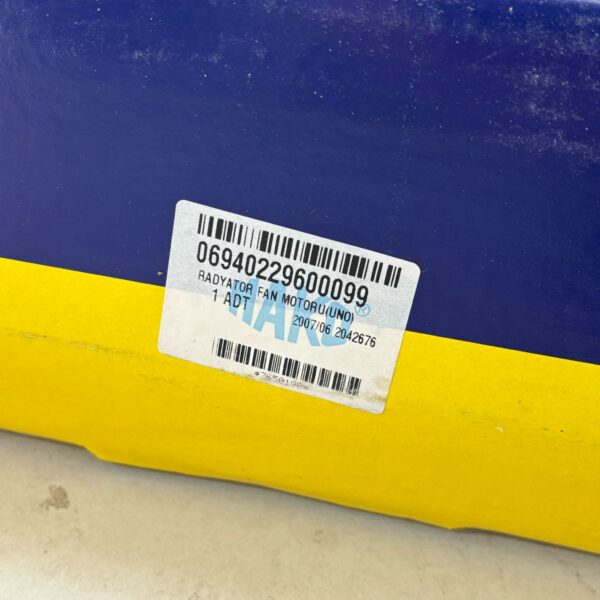 06940229600099
RADYATOR FAN MOTORU(UNO)
1 ADT
2007/06 2042676
MAKO®